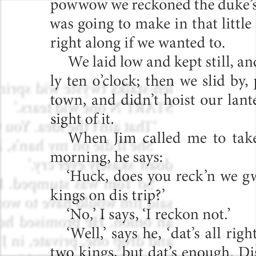 powwow we reckoned the duke's
was going to make in that little
right along if we wanted to.
We laid low and kept still, and
ly ten o'clock; then we slid by, p
town, and didn't hoist our lante
sight of it.
When Jim called me to take
morning, he says:
'Huck, does you reck'n we gw
kings on dis trip?'
'No,' I says, 'I reckon not.'
'Well,' says he, 'dat's all right
two kings, but dat's enough. Dis